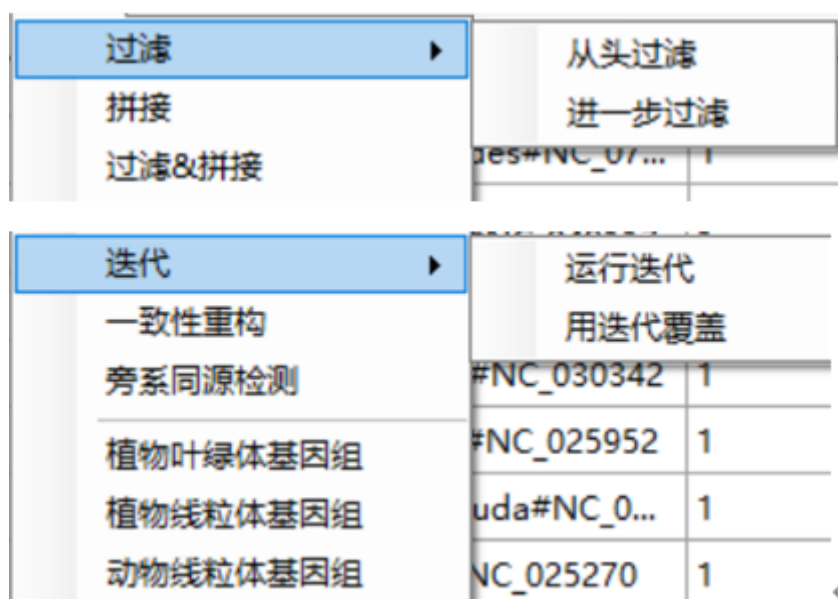 过滤
从头过滤
拼接
进一步过滤
过滤&拼接
des#NC_07... 1
迭代
运行迭代
一致性重构
用迭代覆盖
旁系同源检测
#NC_030342 1
植物叶绿体基因组
#NC_025952 1
植物线粒体基因组
uda#NC_0... 1
动物线粒体基因组
NC_025270 1